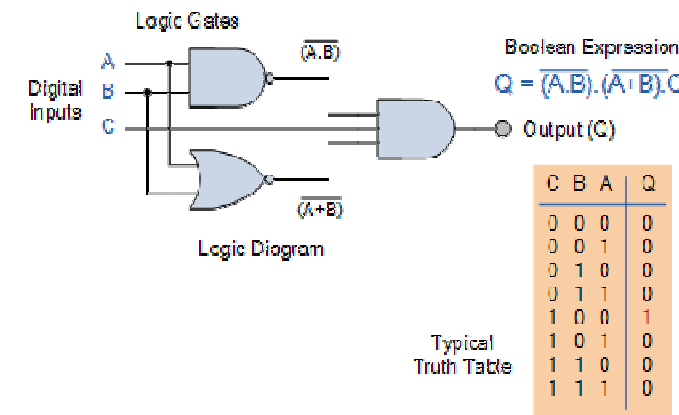 Logic Gates
A
B
C
Digital
Inputs
(A.B)
(A+B)
Logic Diagram
Boolean Expression
Q = (A.B).(A+B).C
Output (Q)
C B A Q
0 0 0 0
0 0 1 0
0 1 0 0
0 1 1 0
1 0 0 1
1 0 1 0
1 1 0 0
1 1 1 0
Typical
Truth Table